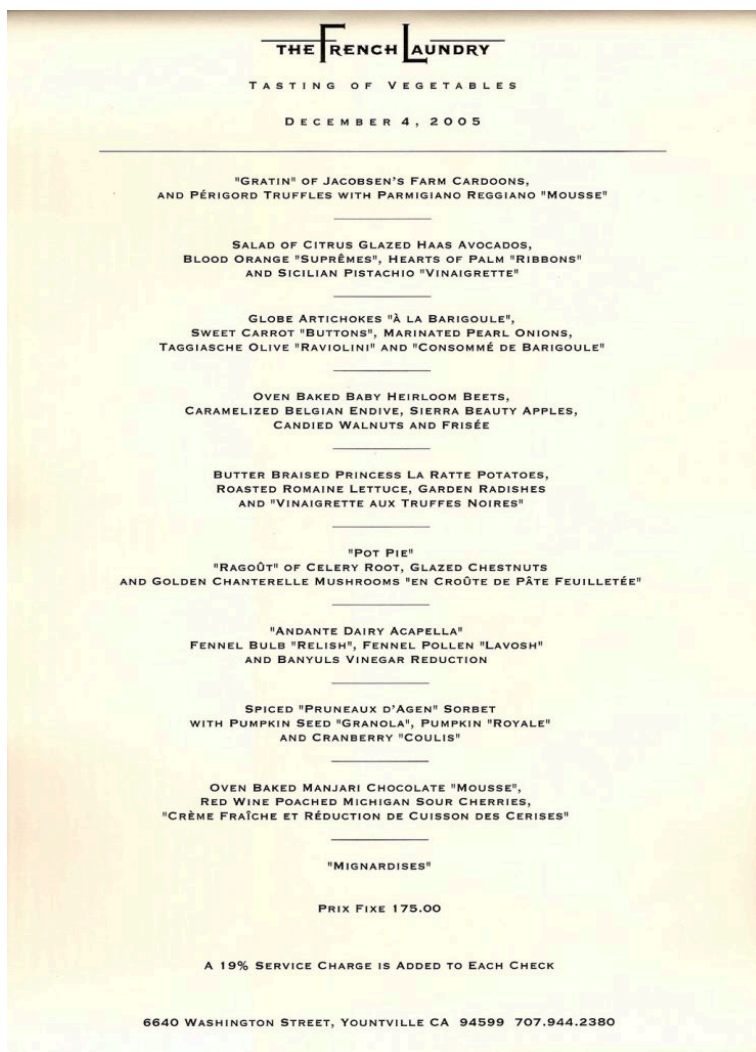 THE FRENCH LAUNDRY
TASTING OF VEGETABLES
DECEMBER 4, 2005
"GRATIN" OF JACOBSEN'S FARM CARDOONS,
AND PÉRIGORD TRUFFLES WITH PARMIGIANO REGGIANO "MOUSSE"
SALAD OF CITRUS GLAZED HAAS AVOCADOS,
BLOOD ORANGE "SUPRÊMES", HEARTS OF PALM "RIBBONS"
AND SICILIAN PISTACHIO "VINAIGRETTE"
GLOBE ARTICHOKES "À LA BARIGOULE",
SWEET CARROT "BUTTONS", MARINATED PEARL ONIONS,
TAGGIASCHE OLIVE "RAVIOLINI" AND "CONSOMMÉ DE BARIGOULE"
OVEN BAKED BABY HEIRLOOM BEETS,
CARAMELIZED BELGIAN ENDIVE, SIERRA BEAUTY APPLES,
CANDIED WALNUTS AND FRISÉE
BUTTER BRAISED PRINCESS LA RATTE POTATOES,
ROASTED ROMAINE LETTUCE, GARDEN RADISHES
AND "VINAIGRETTE AUX TRUFFES NOIRES"
"POT PIE"
"RAGOÛT" OF CELERY ROOT, GLAZED CHESTNUTS
AND GOLDEN CHANTERELLE MUSHROOMS "EN CROÛTE DE PÂTE FEUILLETÉE"
"ANDANTE DAIRY ACAPELLA"
FENNEL BULB "RELISH", FENNEL POLLEN "LAVOSH"
AND BANYULS VINEGAR REDUCTION
SPICED "PRUNEAUX D'AGEN" SORBET
WITH PUMPKIN SEED "GRANOLA", PUMPKIN "ROYALE"
AND CRANBERRY "COULIS"
OVEN BAKED MANJARI CHOCOLATE "MOUSSE",
RED WINE POACHED MICHIGAN SOUR CHERRIES,
"CRÈME FRAÎCHE ET RÉDUCTION DE CUISSON DES CERISES"
"MIGNARDISES"
PRIX FIXE 175.00
A 19% SERVICE CHARGE IS ADDED TO EACH CHECK
6640 WASHINGTON STREET, YOUNTVILLE CA 94599 707.944.2380